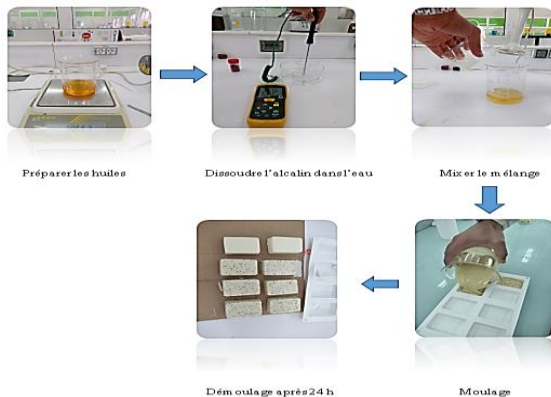 Préparer les huiles
Dissoudre l'alcalin dans l'eau
Mixer le mélange
Moulage
Démoulage après 24 h